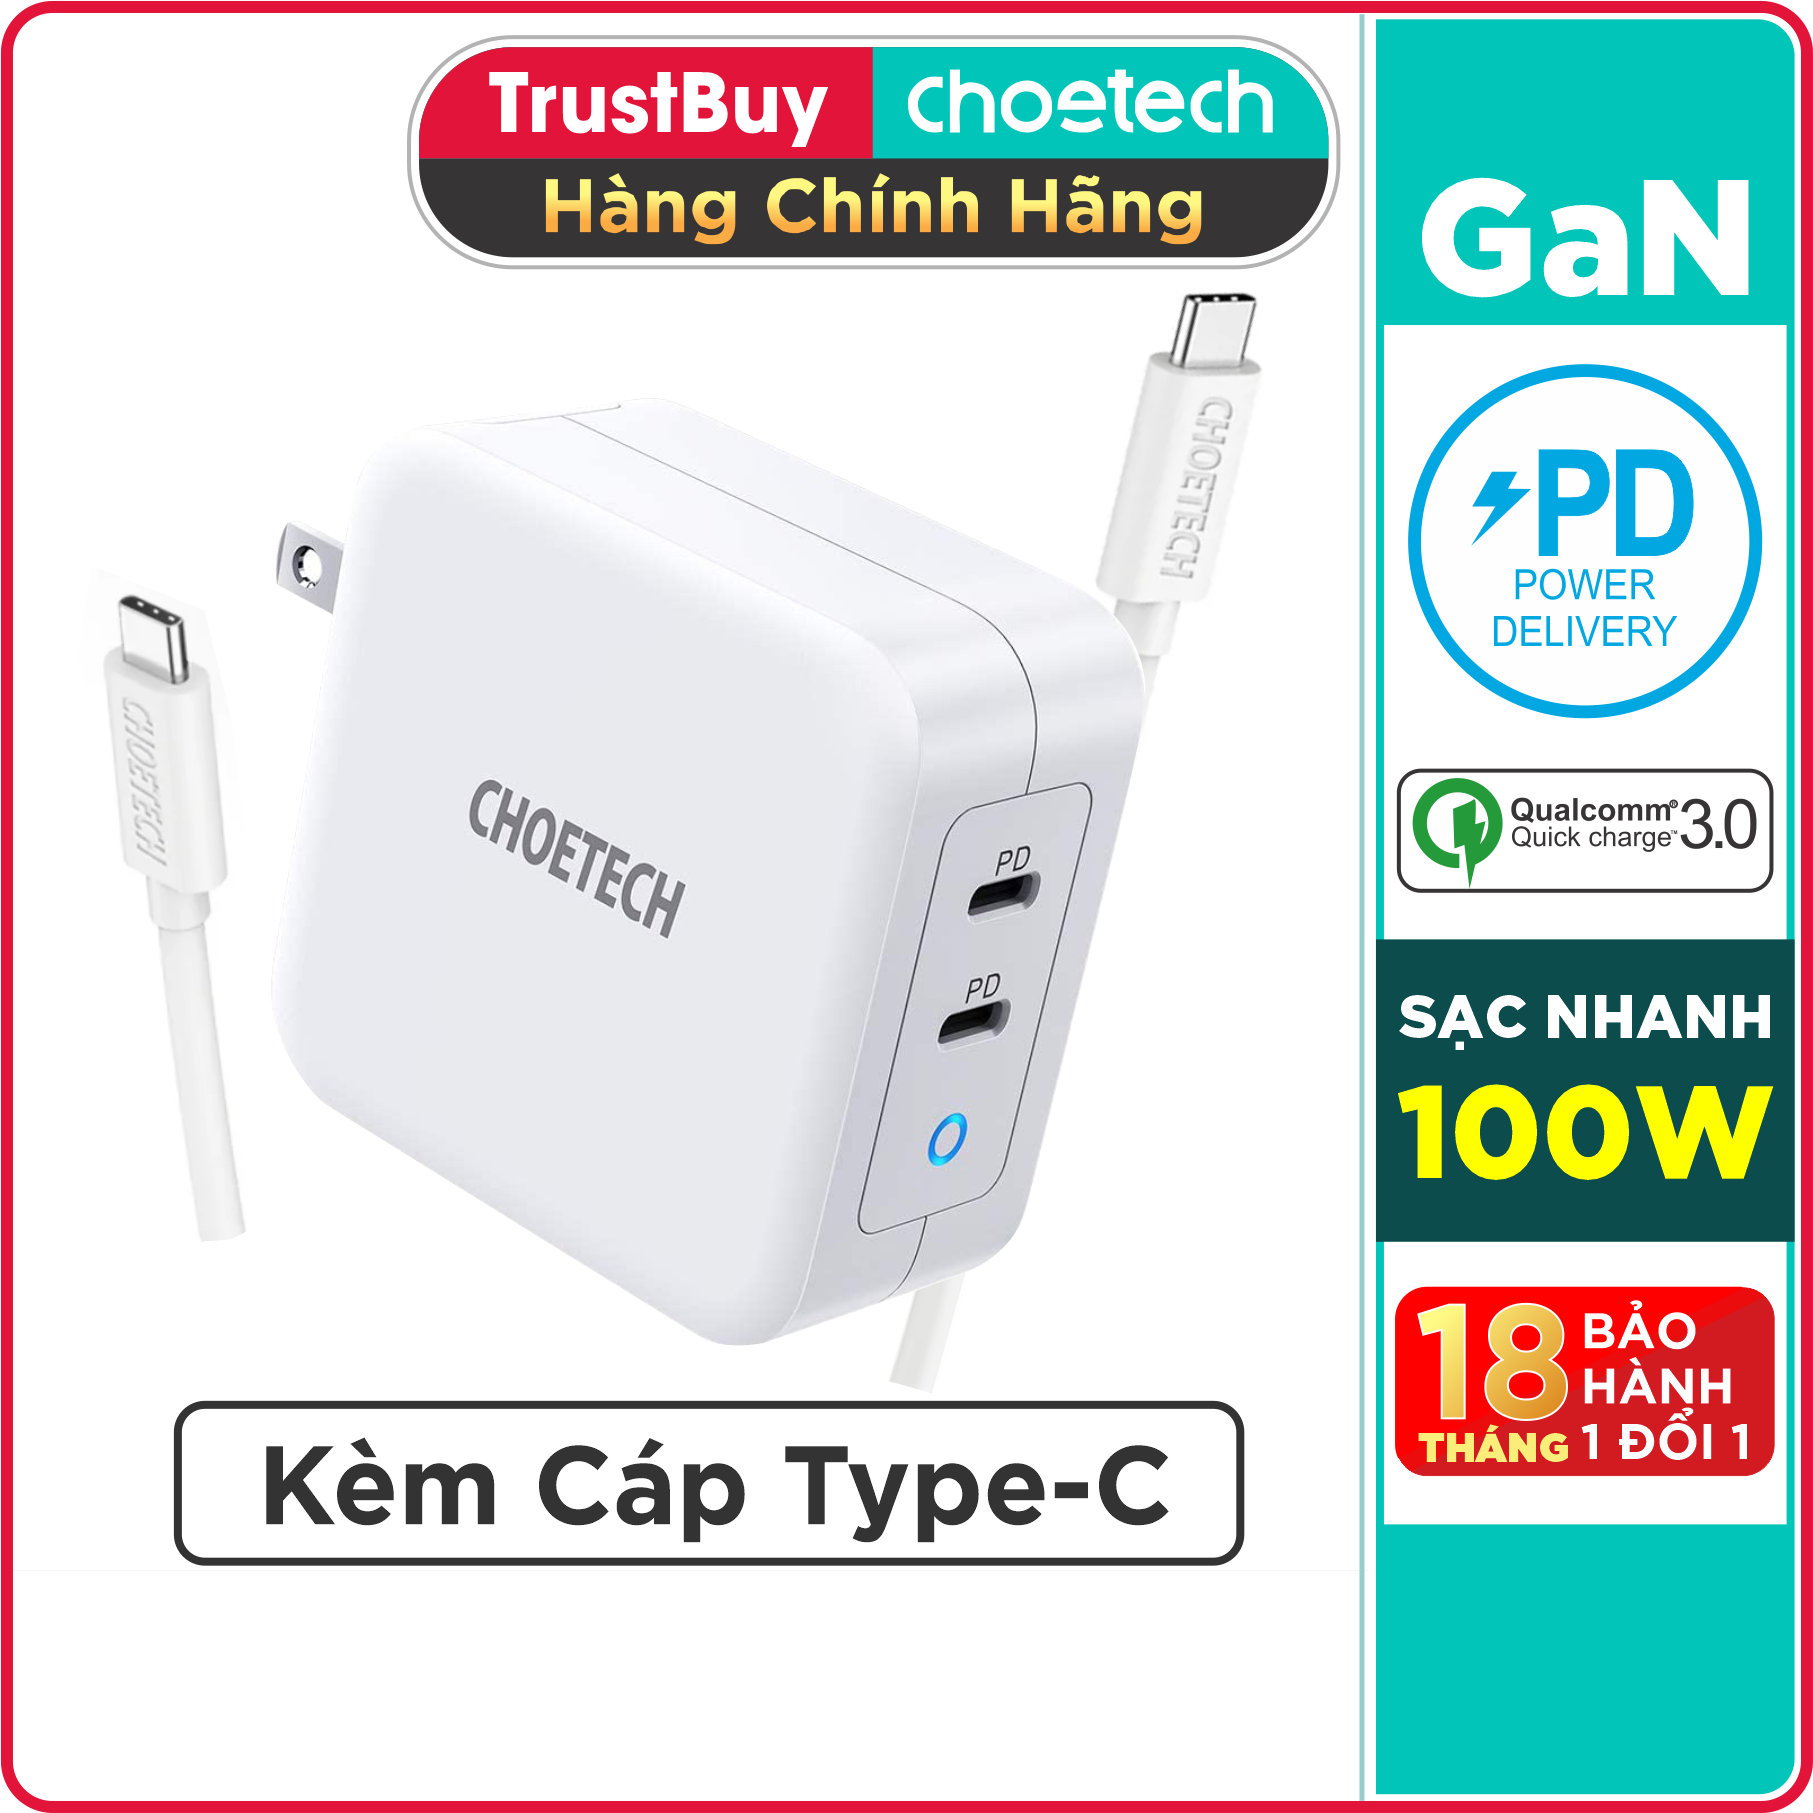 TrustBuy choetech
Hàng Chính Hãng
GaN
PD
POWER
DELIVERY
Qualcomm® 3.0
Quick charge™
SẠC NHANH
100W
18 THÁNG
BẢO
HÀNH
1 ĐỔI 1
CHOETECH
CHOETECH
CHOETECH
PD
PD
Kèm Cáp Type-C